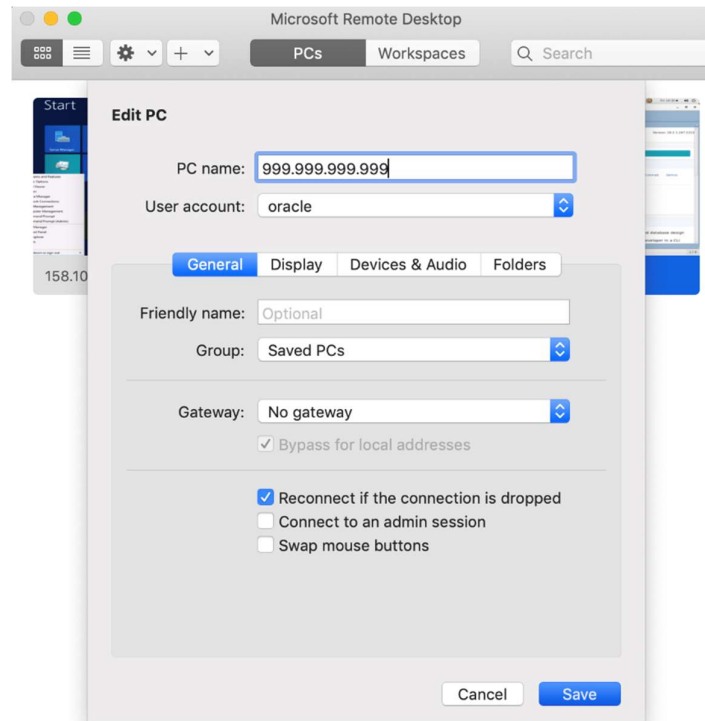 Microsoft Remote Desktop
PCs
Workspaces
Search
Start
Edit PC
PC name: 999.999.999.999
User account: oracle
General Display Devices & Audio Folders
158.10
Friendly name: Optional
Group: Saved PCs
Gateway: No gateway
Bypass for local addresses
Reconnect if the connection is dropped
Connect to an admin session
Swap mouse buttons
Cancel Save